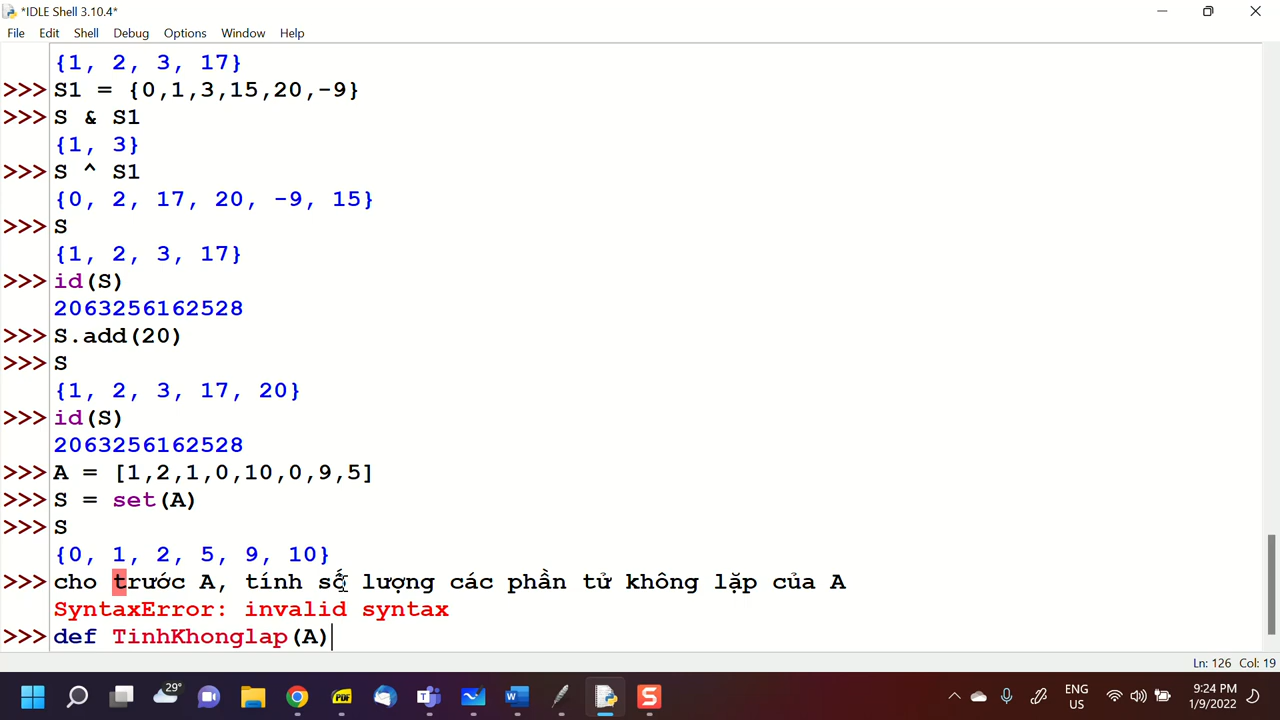 *IDLE Shell 3.10.4*
File Edit Shell Debug Options Window Help
{1, 2, 3, 17}
>>> S1 = {0,1,3,15,20,-9}
>>> S & S1
{1, 3}
>>> S ^ S1
{0, 2, 17, 20, -9, 15}
>>> S
{1, 2, 3, 17}
>>> id(S)
2063256162528
>>> S.add(20)
>>> S
{1, 2, 3, 17, 20}
>>> id(S)
2063256162528
>>> A = [1,2,1,0,10,0,9,5]
>>> S = set(A)
>>> S
{0, 1, 2, 5, 9, 10}
>>> cho trước A, tính số lượng các phần tử không lặp của A
SyntaxError: invalid syntax
>>> def TinhKhonglap(A)
Ln: 126 Col: 19
29°
PDF
ENG
US
9:24 PM
1/9/2022